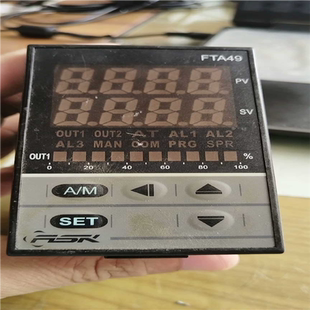 FTA49
8.8.8.8. PV
8.8.8.8. SV
OUT1 OUT2 AT AL1 AL2
AL3 MAN COM PRG SPR
OUT1 %
0 20 40 60 80 100
A/M
SET